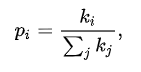 p_i = \frac{k_i}{\sum_j k_j},